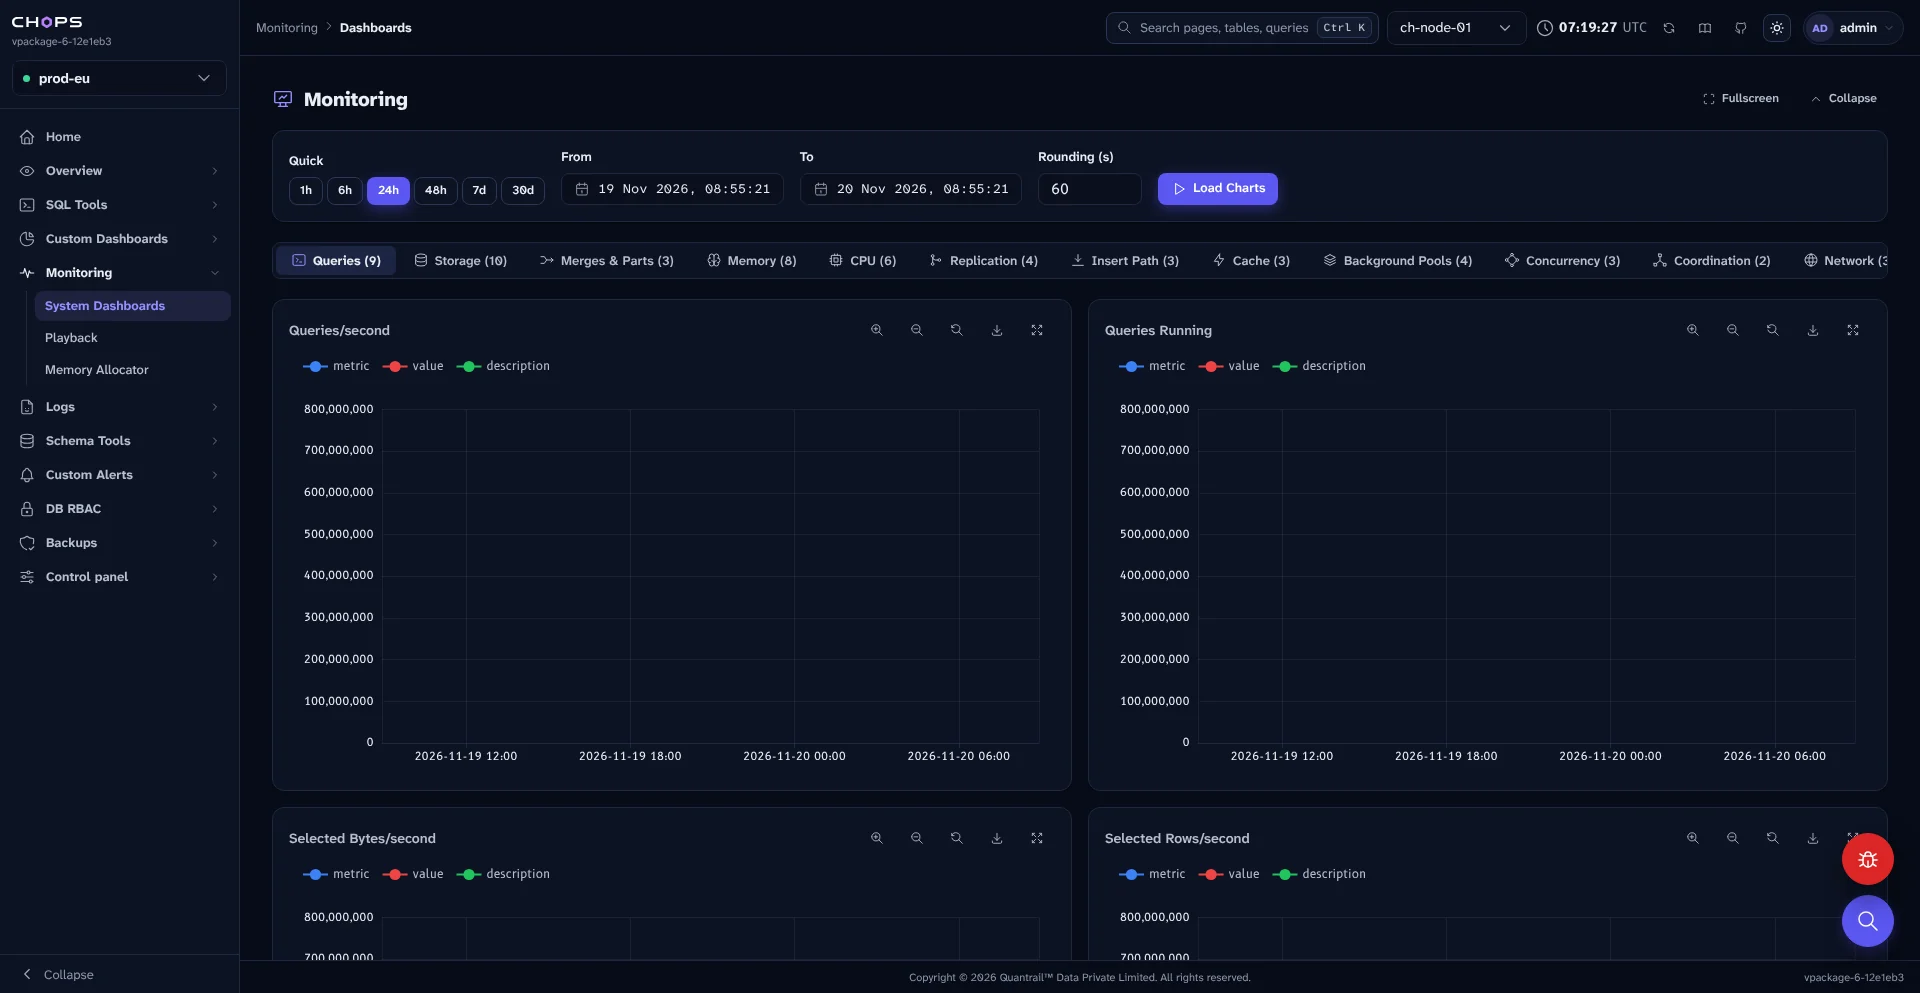 CHOPS
vpackage-6-12e1eb3
prod-eu
Home
Overview
SQL Tools
Custom Dashboards
Monitoring
System Dashboards
Playback
Memory Allocator
Logs
Schema Tools
Custom Alerts
DB RBAC
Backups
Control panel
Collapse
Monitoring > Dashboards
Search pages, tables, queries Ctrl K
ch-node-01
07:19:27 UTC
AD admin
Monitoring
Fullscreen
Collapse
Quick
1h 6h 24h 48h 7d 30d
From
19 Nov 2026, 08:55:21
To
20 Nov 2026, 08:55:21
Rounding (s)
60
Load Charts
Queries (9) Storage (10) Merges & Parts (3) Memory (8) CPU (6) Replication (4) Insert Path (3) Cache (3) Background Pools (4) Concurrency (3) Coordination (2) Network (3
Queries/second
metric value description
800,000,000
700,000,000
600,000,000
500,000,000
400,000,000
300,000,000
200,000,000
100,000,000
0
2026-11-19 12:00 2026-11-19 18:00 2026-11-20 00:00 2026-11-20 06:00
Queries Running
metric value description
800,000,000
700,000,000
600,000,000
500,000,000
400,000,000
300,000,000
200,000,000
100,000,000
0
2026-11-19 12:00 2026-11-19 18:00 2026-11-20 00:00 2026-11-20 06:00
Selected Bytes/second
metric value description
800,000,000
700,000,000
Selected Rows/second
metric value description
800,000,000
700,000,000
Copyright © 2026 Quantrail™ Data Private Limited. All rights reserved.
vpackage-6-12e1eb3